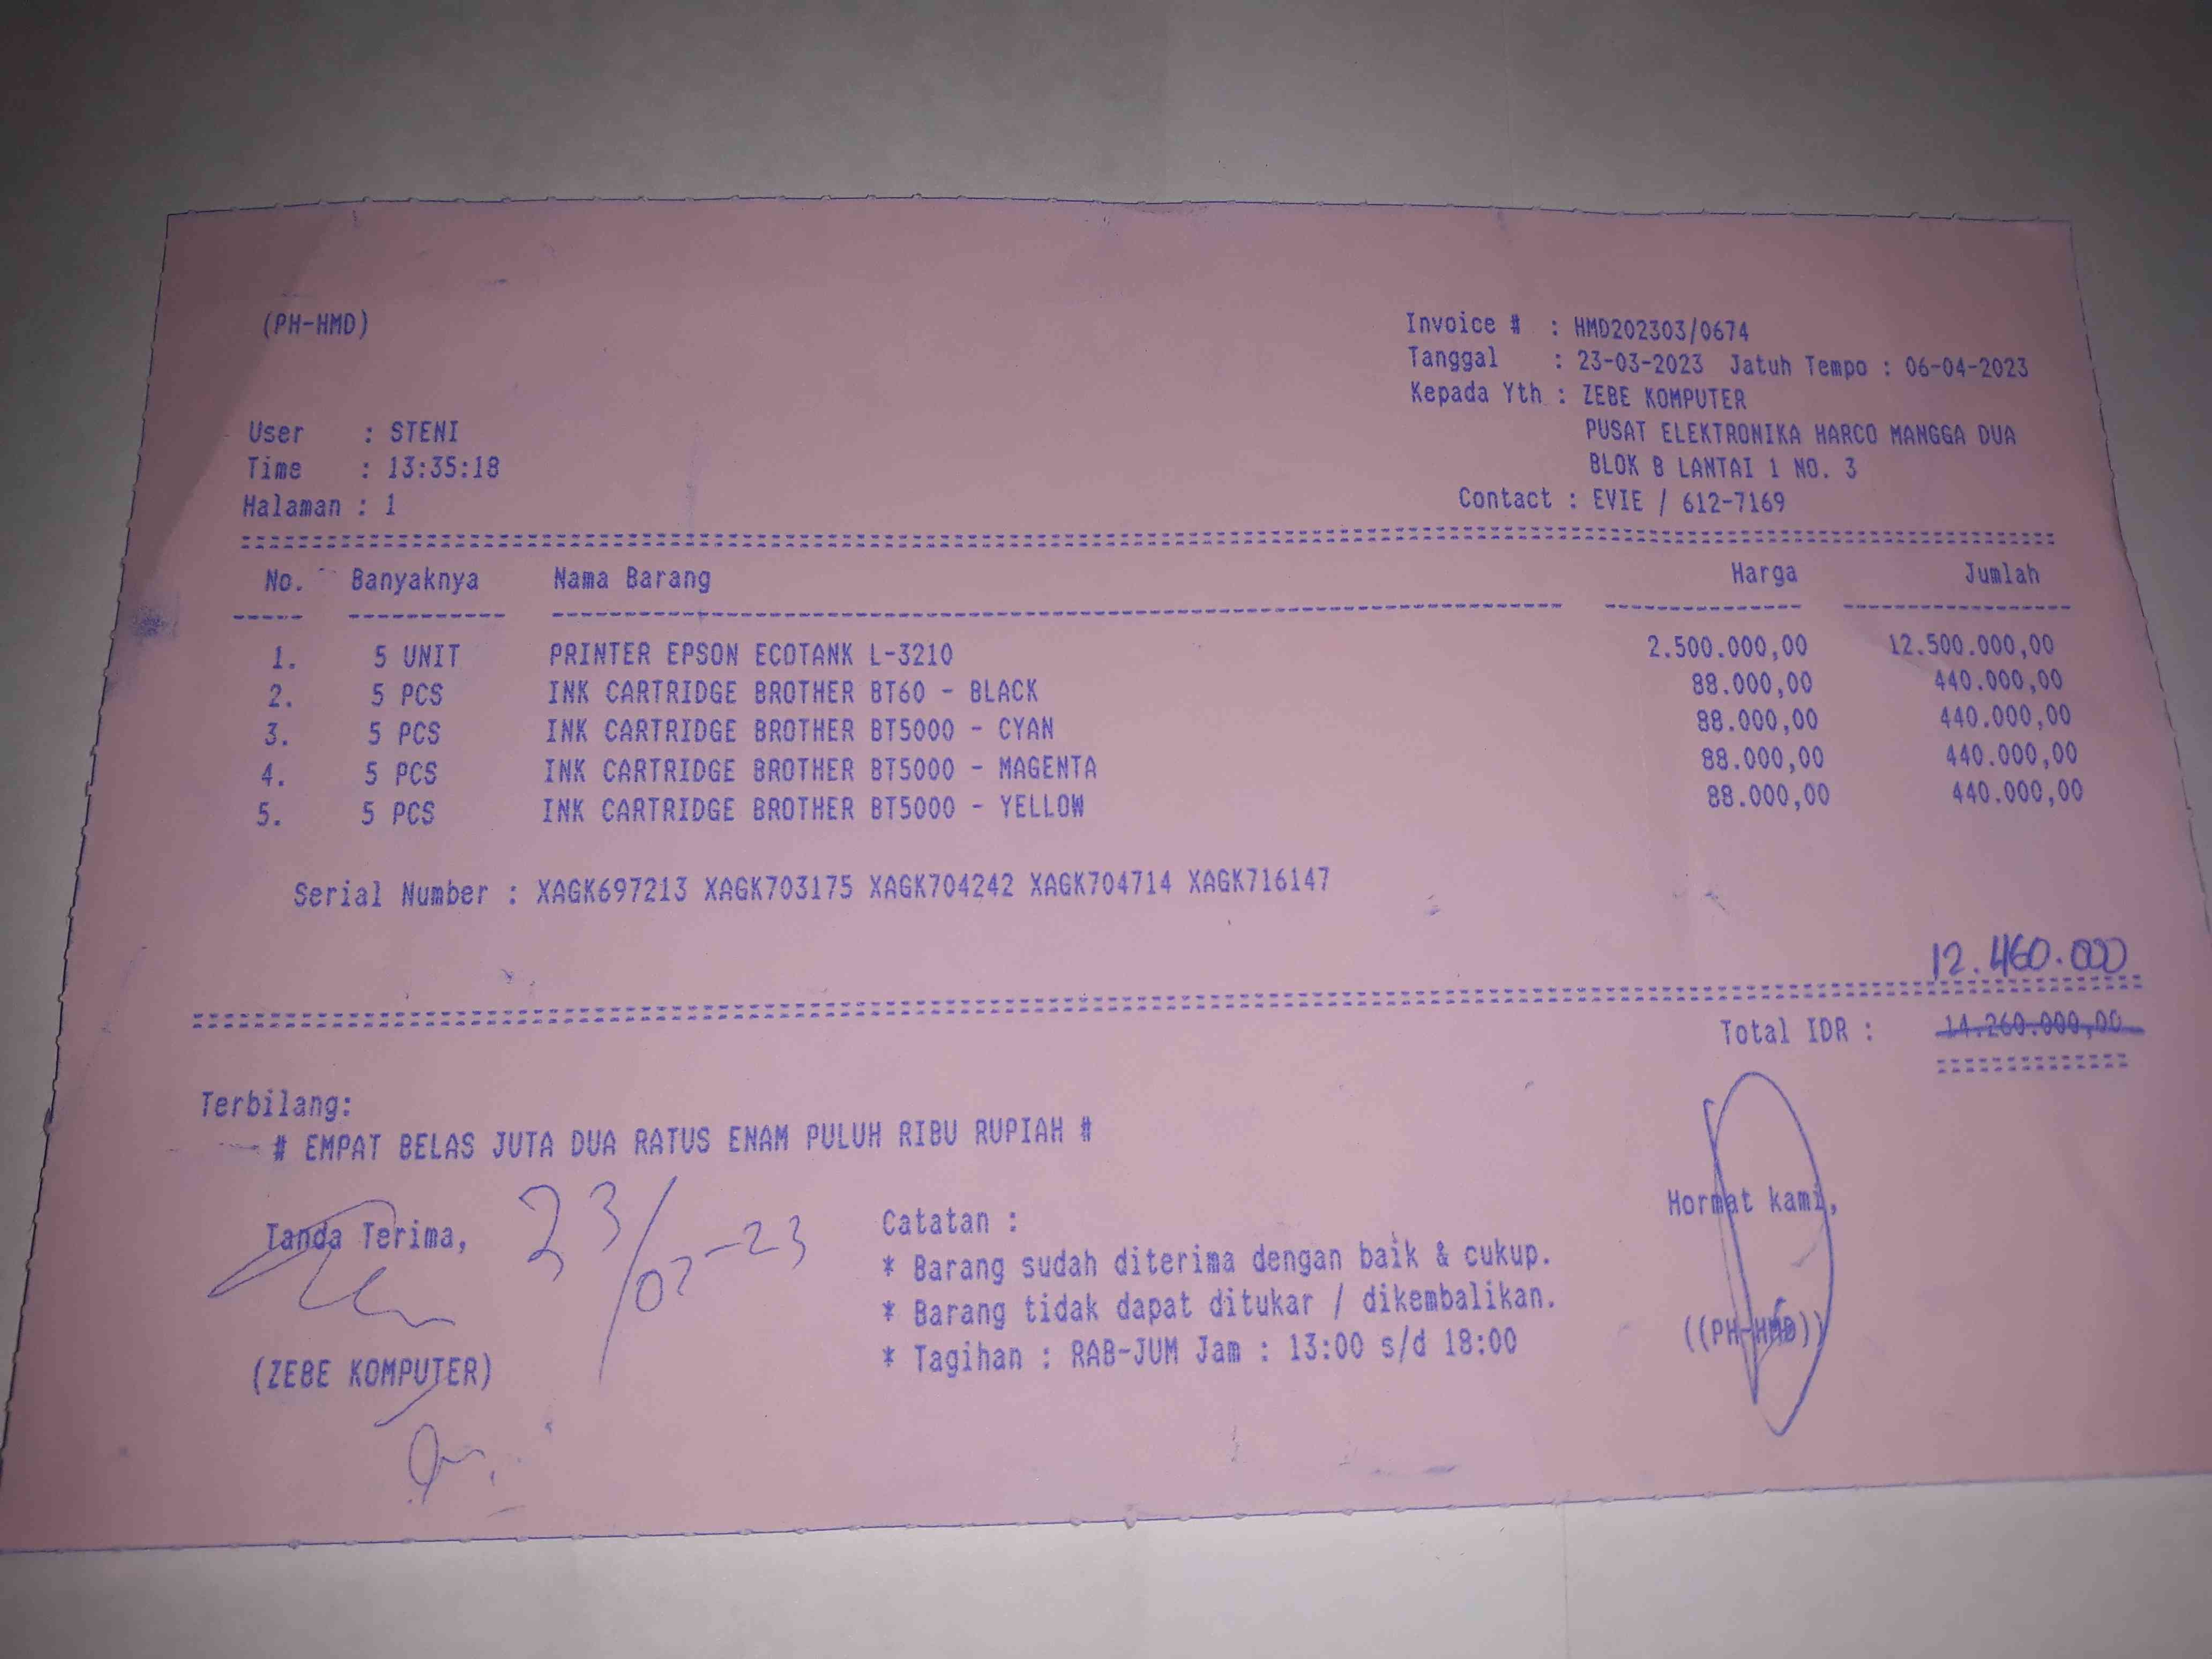 (PH-HMD)
Invoice # : HMD202303/0674
Tanggal : 23-03-2023 Jatuh Tempo : 06-04-2023
Kepada Yth : ZEBE KOMPUTER
PUSAT ELEKTRONIKA HARCO MANGGA DUA
BLOK B LANTAI 1 NO. 3
Contact : EVIE / 612-7169
User : STENI
Time : 13:35:18
Halaman : 1
No. Banyaknya Nama Barang Harga Jumlah
1. 5 UNIT PRINTER EPSON ECOTANK L-3210 2.500.000,00 12.500.000,00
2. 5 PCS INK CARTRIDGE BROTHER BT60 - BLACK 88.000,00 440.000,00
3. 5 PCS INK CARTRIDGE BROTHER BT5000 - CYAN 88.000,00 440.000,00
4. 5 PCS INK CARTRIDGE BROTHER BT5000 - MAGENTA 88.000,00 440.000,00
5. 5 PCS INK CARTRIDGE BROTHER BT5000 - YELLOW 88.000,00 440.000,00
Serial Number : XAGK697213 XAGK703175 XAGK704242 XAGK704714 XAGK716147
12.460.000
Total IDR : 14.260.000,00
Terbilang:
# EMPAT BELAS JUTA DUA RATUS ENAM PULUH RIBU RUPIAH #
Tanda Terima,
Catatan :
* Barang sudah diterima dengan baik & cukup.
* Barang tidak dapat ditukar / dikembalikan.
* Tagihan : RAB-JUM Jam : 13:00 s/d 18:00
Hormat kami,
(ZEBE KOMPUTER)
((PH-HMD))